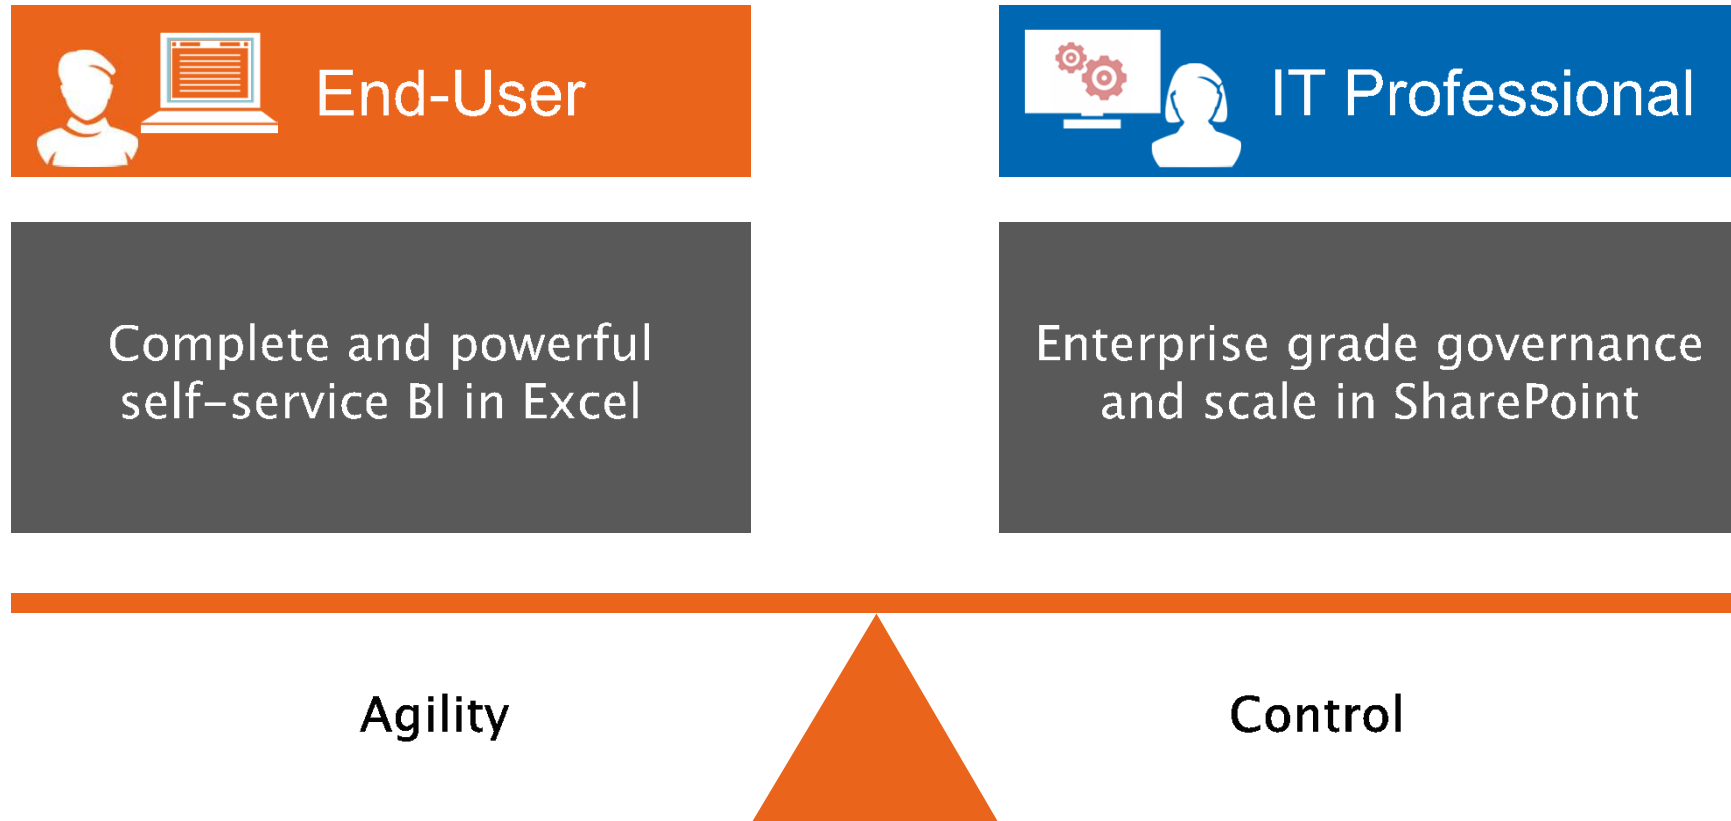 End-User
IT Professional
Complete and powerful
self-service BI in Excel
Enterprise grade governance
and scale in SharePoint
Agility
Control